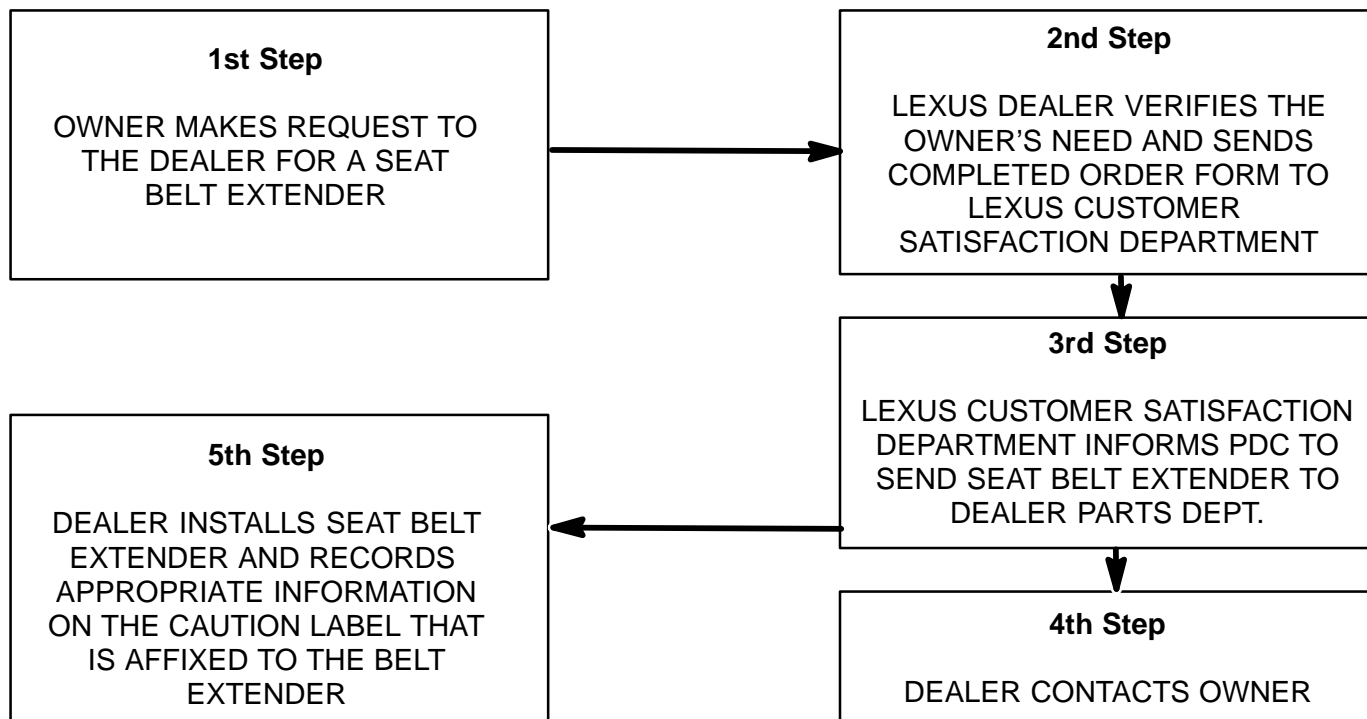 1st Step
OWNER MAKES REQUEST TO
THE DEALER FOR A SEAT
BELT EXTENDER
2nd Step
LEXUS DEALER VERIFIES THE
OWNER’S NEED AND SENDS
COMPLETED ORDER FORM TO
LEXUS CUSTOMER
SATISFACTION DEPARTMENT
3rd Step
LEXUS CUSTOMER SATISFACTION
DEPARTMENT INFORMS PDC TO
SEND SEAT BELT EXTENDER TO
DEALER PARTS DEPT.
4th Step
DEALER CONTACTS OWNER
5th Step
DEALER INSTALLS SEAT BELT
EXTENDER AND RECORDS
APPROPRIATE INFORMATION
ON THE CAUTION LABEL THAT
IS AFFIXED TO THE BELT
EXTENDER